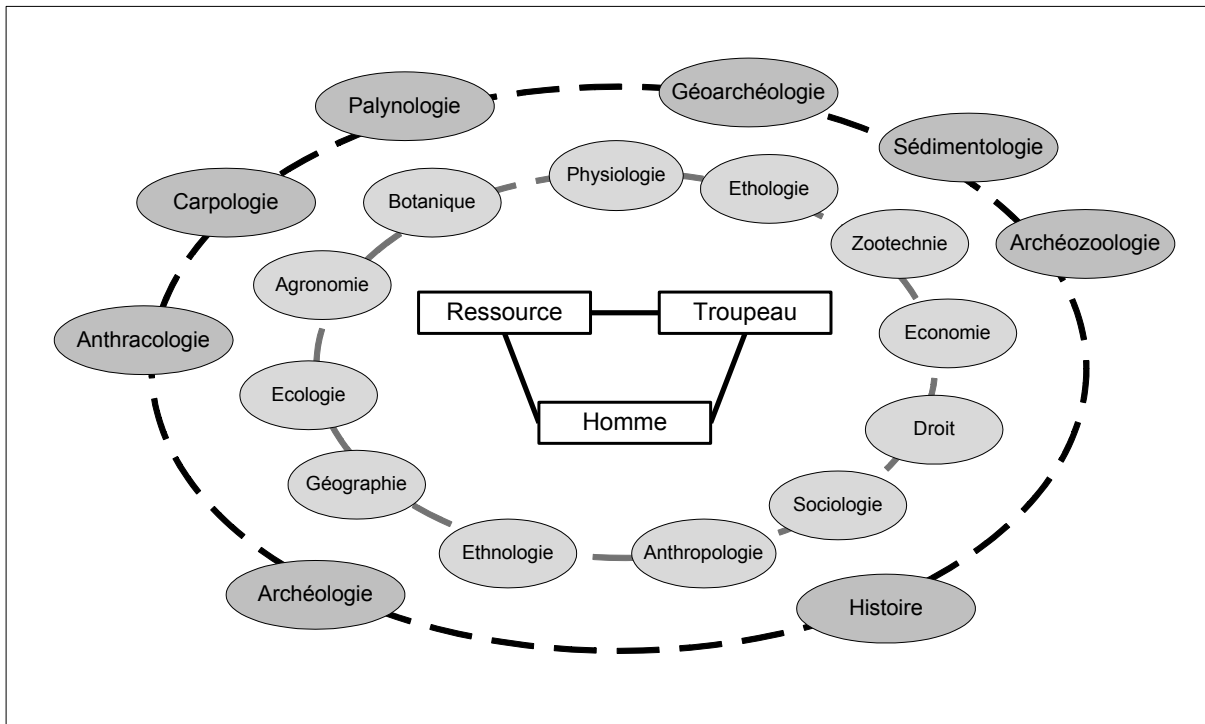 Palynologie
Géoarchéologie
Sédimentologie
Carpologie
Archéozoologie
Anthracologie
Archéologie
Histoire
Physiologie
Ethologie
Botanique
Zootechnie
Agronomie
Economie
Ecologie
Droit
Géographie
Sociologie
Ethnologie
Anthropologie
Ressource
Troupeau
Homme